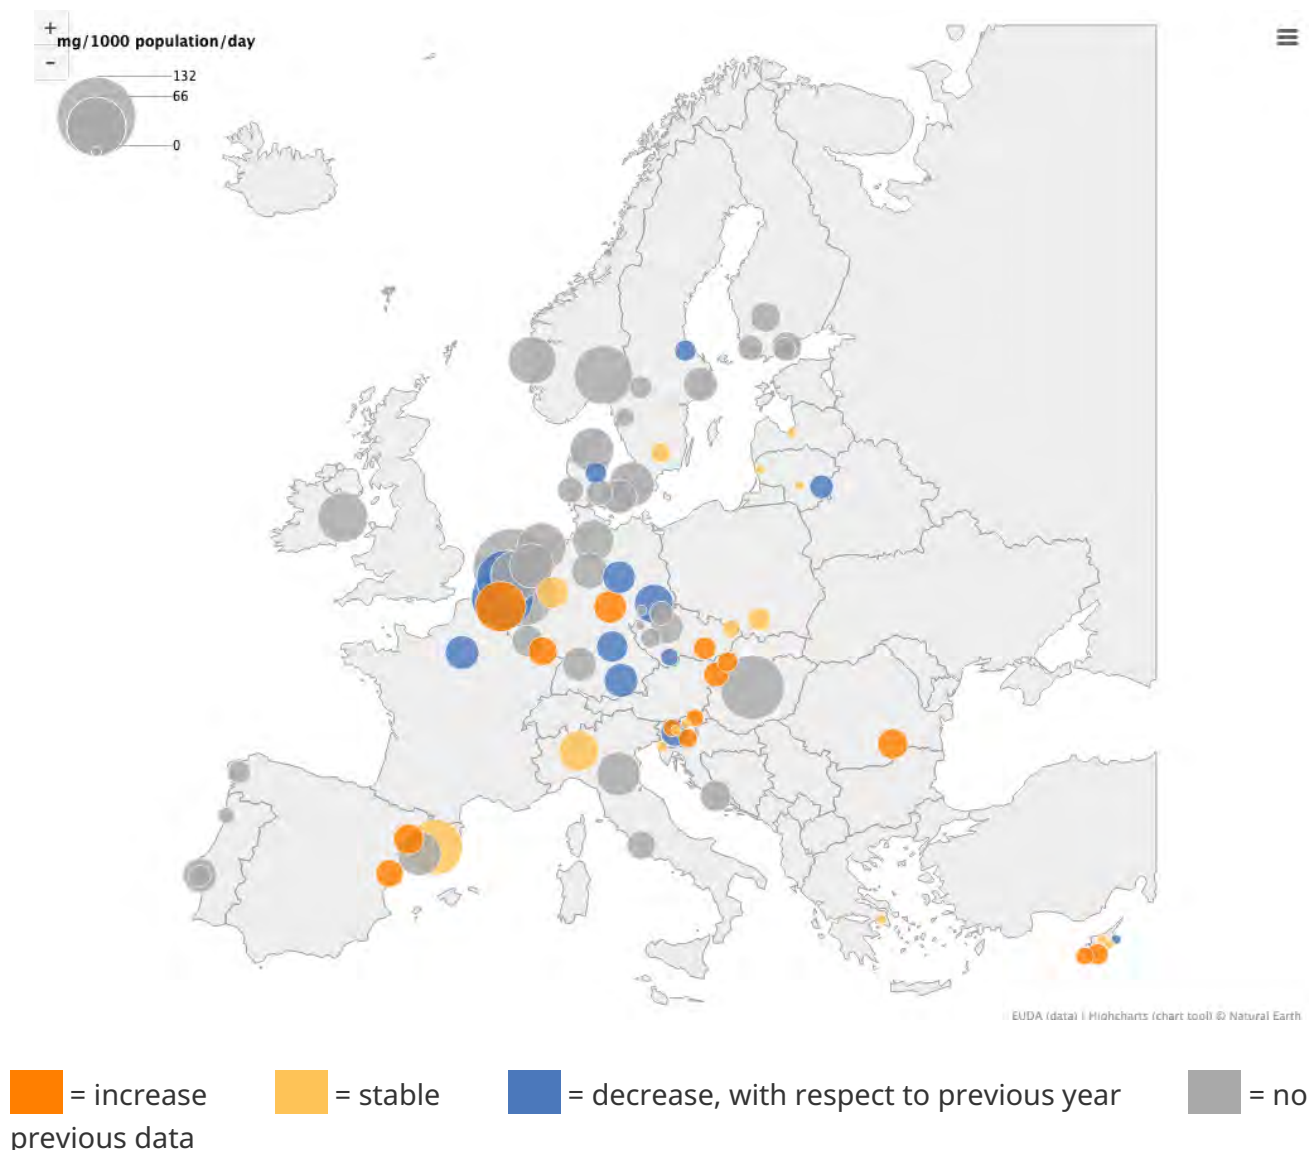 +
mg/1000 population/day
−
132
66
0
EUDA (data) | Highcharts (chart tool) © Natural Earth
= increase = stable = decrease, with respect to previous year = no
previous data